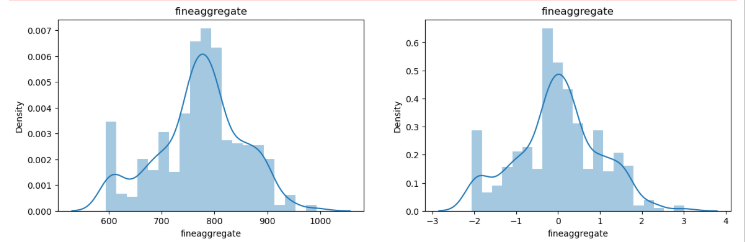 fineaggregate
0.007
0.006
0.005
0.004
0.003
0.002
0.001
0.000
Density
600 700 800 900 1000
fineaggregate
fineaggregate
0.6
0.5
0.4
0.3
0.2
0.1
0.0
Density
−3 −2 −1 0 1 2 3 4
fineaggregate